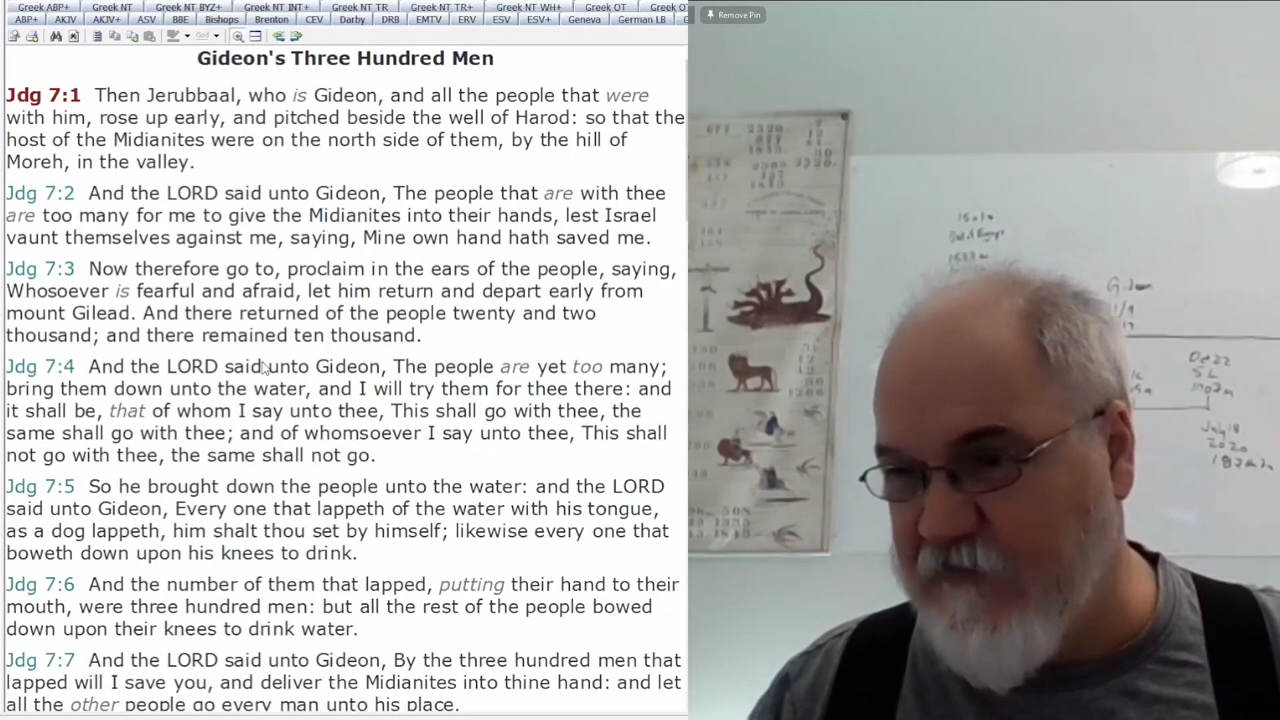 Greek ABP+ Greek NT Greek NT BYZ+ Greek NT INT+ Greek NT TR Greek NT TR+ Greek NT WH+ Greek OT Greek
ABP+ AKJV AKJV+ ASV BBE Bishops Brenton CEV Darby DRB EMTV ERV ESV ESV+ Geneva German LB
Remove Pin
Gideon's Three Hundred Men
Jdg 7:1 Then Jerubbaal, who is Gideon, and all the people that were
with him, rose up early, and pitched beside the well of Harod: so that the
host of the Midianites were on the north side of them, by the hill of
Moreh, in the valley.
Jdg 7:2 And the LORD said unto Gideon, The people that are with thee
are too many for me to give the Midianites into their hands, lest Israel
vaunt themselves against me, saying, Mine own hand hath saved me.
Jdg 7:3 Now therefore go to, proclaim in the ears of the people, saying,
Whosoever is fearful and afraid, let him return and depart early from
mount Gilead. And there returned of the people twenty and two
thousand; and there remained ten thousand.
Jdg 7:4 And the LORD said unto Gideon, The people are yet too many;
bring them down unto the water, and I will try them for thee there: and
it shall be, that of whom I say unto thee, This shall go with thee, the
same shall go with thee; and of whomsoever I say unto thee, This shall
not go with thee, the same shall not go.
Jdg 7:5 So he brought down the people unto the water: and the LORD
said unto Gideon, Every one that lappeth of the water with his tongue,
as a dog lappeth, him shalt thou set by himself; likewise every one that
boweth down upon his knees to drink.
Jdg 7:6 And the number of them that lapped, putting their hand to their
mouth, were three hundred men: but all the rest of the people bowed
down upon their knees to drink water.
Jdg 7:7 And the LORD said unto Gideon, By the three hundred men that
lapped will I save you, and deliver the Midianites into thine hand: and let
all the other people go every man unto his place.
677 2520
2520
Oct 22
July 18
2020